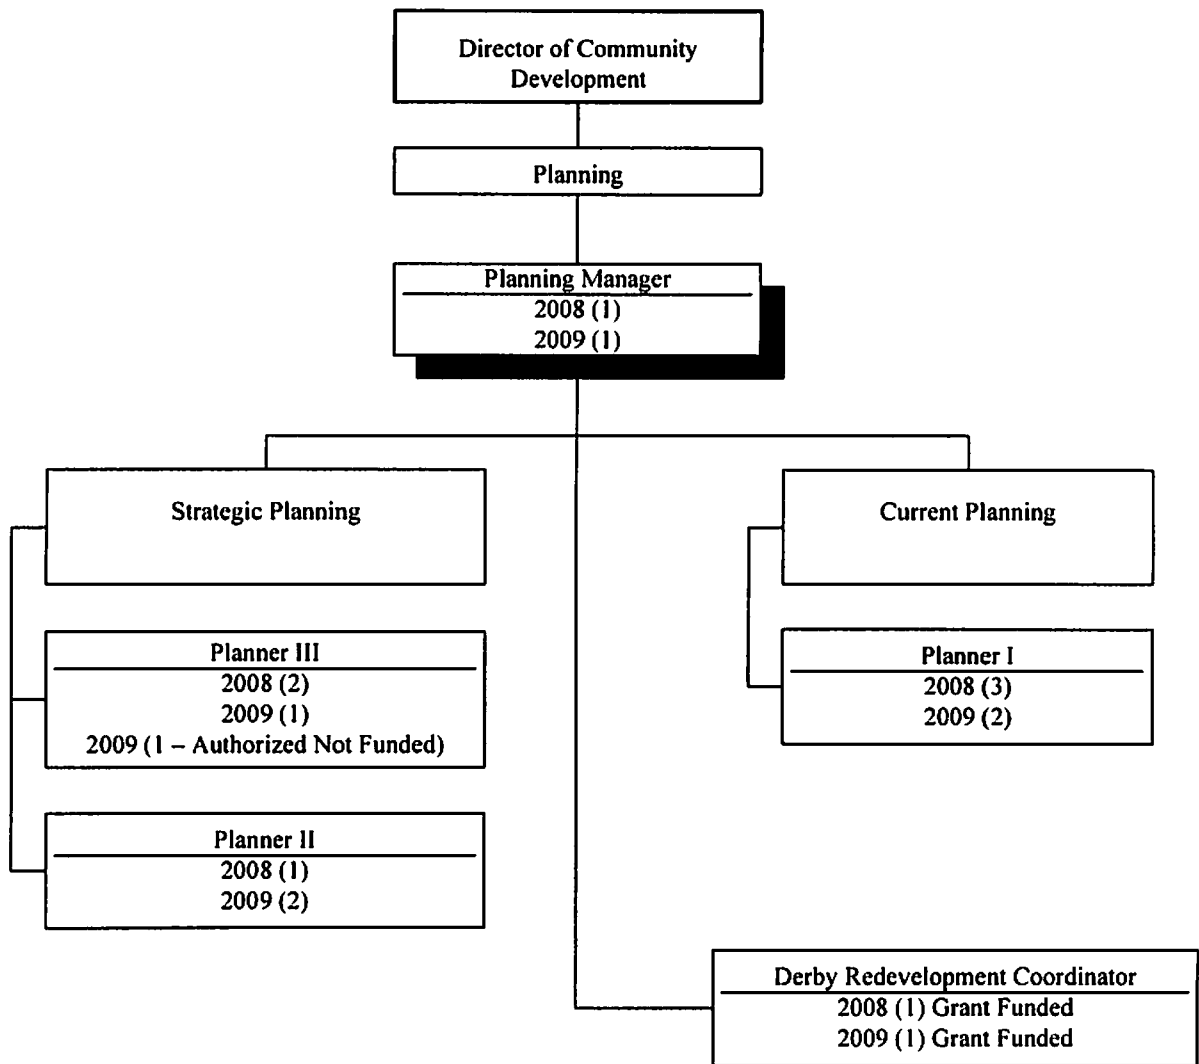 Director of Community
Development
Planning
Planning Manager
2008 (1)
2009 (1)
Strategic Planning
Current Planning
Planner III
2008 (2)
2009 (1)
2009 (1 – Authorized Not Funded)
Planner I
2008 (3)
2009 (2)
Planner II
2008 (1)
2009 (2)
Derby Redevelopment Coordinator
2008 (1) Grant Funded
2009 (1) Grant Funded